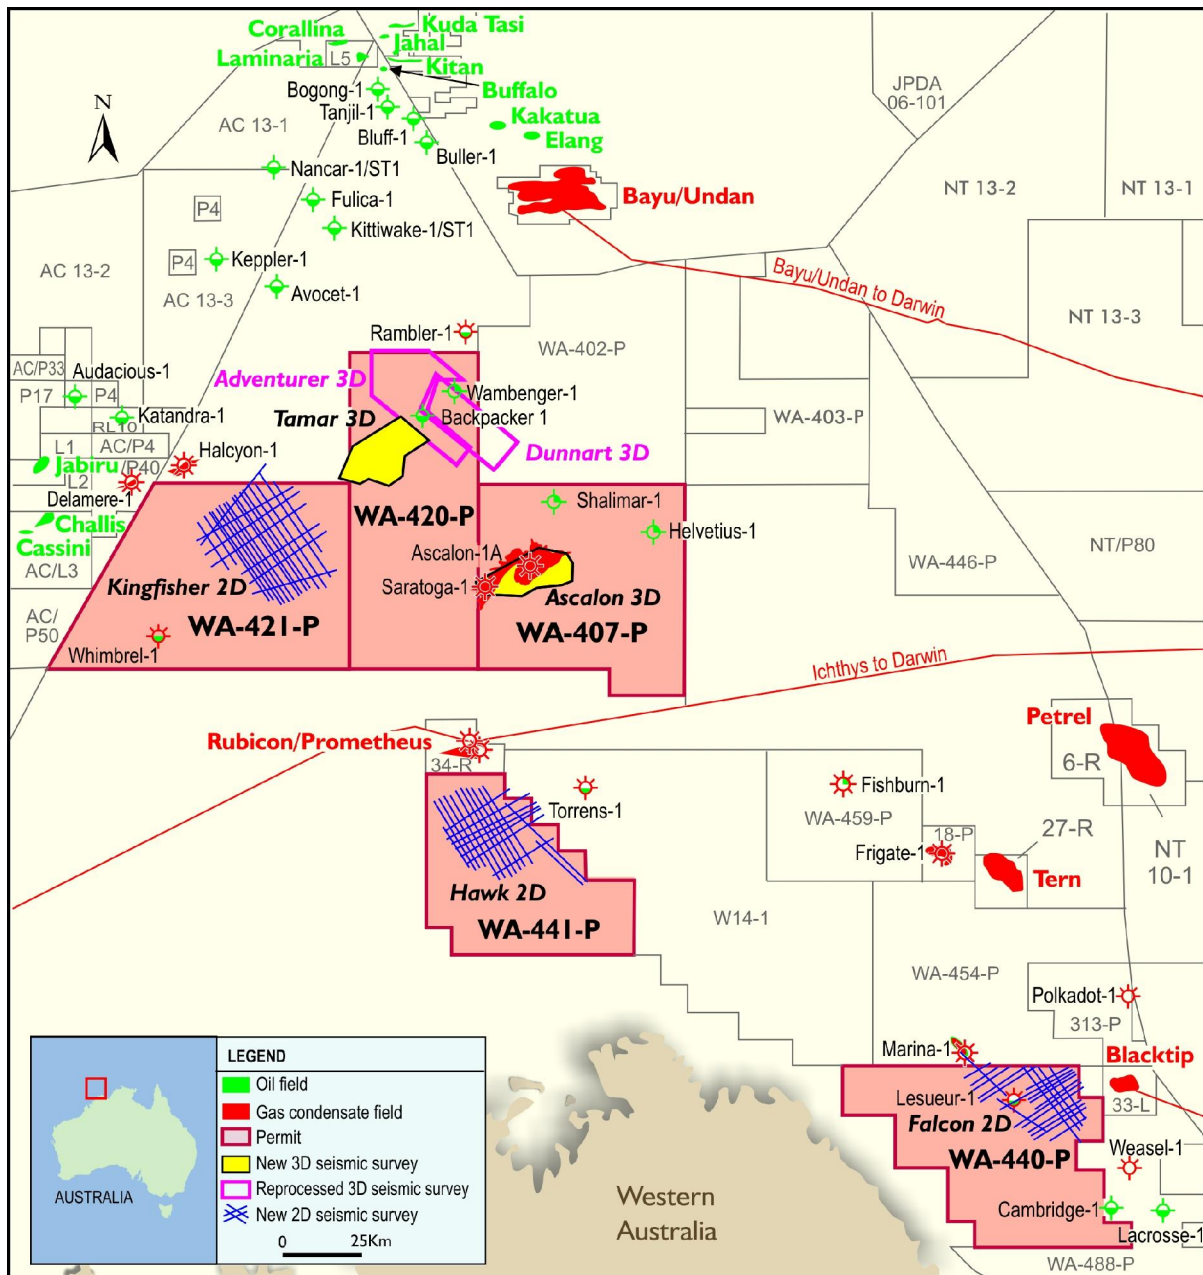 Corallina
Kuda Tasi
Jahal
Laminaria
L5
Kitan
Bogong-1
Buffalo
Tanjil-1
Kakatua
Elang
Bluff-1
Buller-1
AC 13-1
JPDA
06-101
N
Nancar-1/ST1
Fulica-1
Kittiwake-1/ST1
Bayu/Undan
NT 13-2
NT 13-1
P4
P4
Keppler-1
AC 13-2
AC 13-3
Avocet-1
Bayu/Undan to Darwin
NT 13-3
Rambler-1
WA-402-P
AC/P33
Audacious-1
Adventurer 3D
P17
P4
Wambenger-1
Katandra-1
RL10
Tamar 3D
Backpacker 1
WA-403-P
L1
AC/P4
Halcyon-1
Dunnart 3D
Jabiru
/P40
L2
Delamere-1
Challis
Cassini
WA-420-P
Shalimar-1
Helvetius-1
NT/P80
AC/L3
Kingfisher 2D
Ascalon-1A
Saratoga-1
Ascalon 3D
WA-446-P
AC/
P50
WA-421-P
WA-407-P
Whimbrel-1
Ichthys to Darwin
Rubicon/Prometheus
34-R
Petrel
6-R
Torrens-1
Fishburn-1
WA-459-P
18-P
27-R
Frigate-1
Tern
NT
10-1
Hawk 2D
WA-441-P
W14-1
WA-454-P
Polkadot-1
313-P
Marina-1
Blacktip
33-L
Lesueur-1
Falcon 2D
WA-440-P
Weasel-1
Cambridge-1
Lacrosse-1
WA-488-P
Western
Australia
AUSTRALIA
LEGEND
Oil field
Gas condensate field
Permit
New 3D seismic survey
Reprocessed 3D seismic survey
New 2D seismic survey
0 25Km